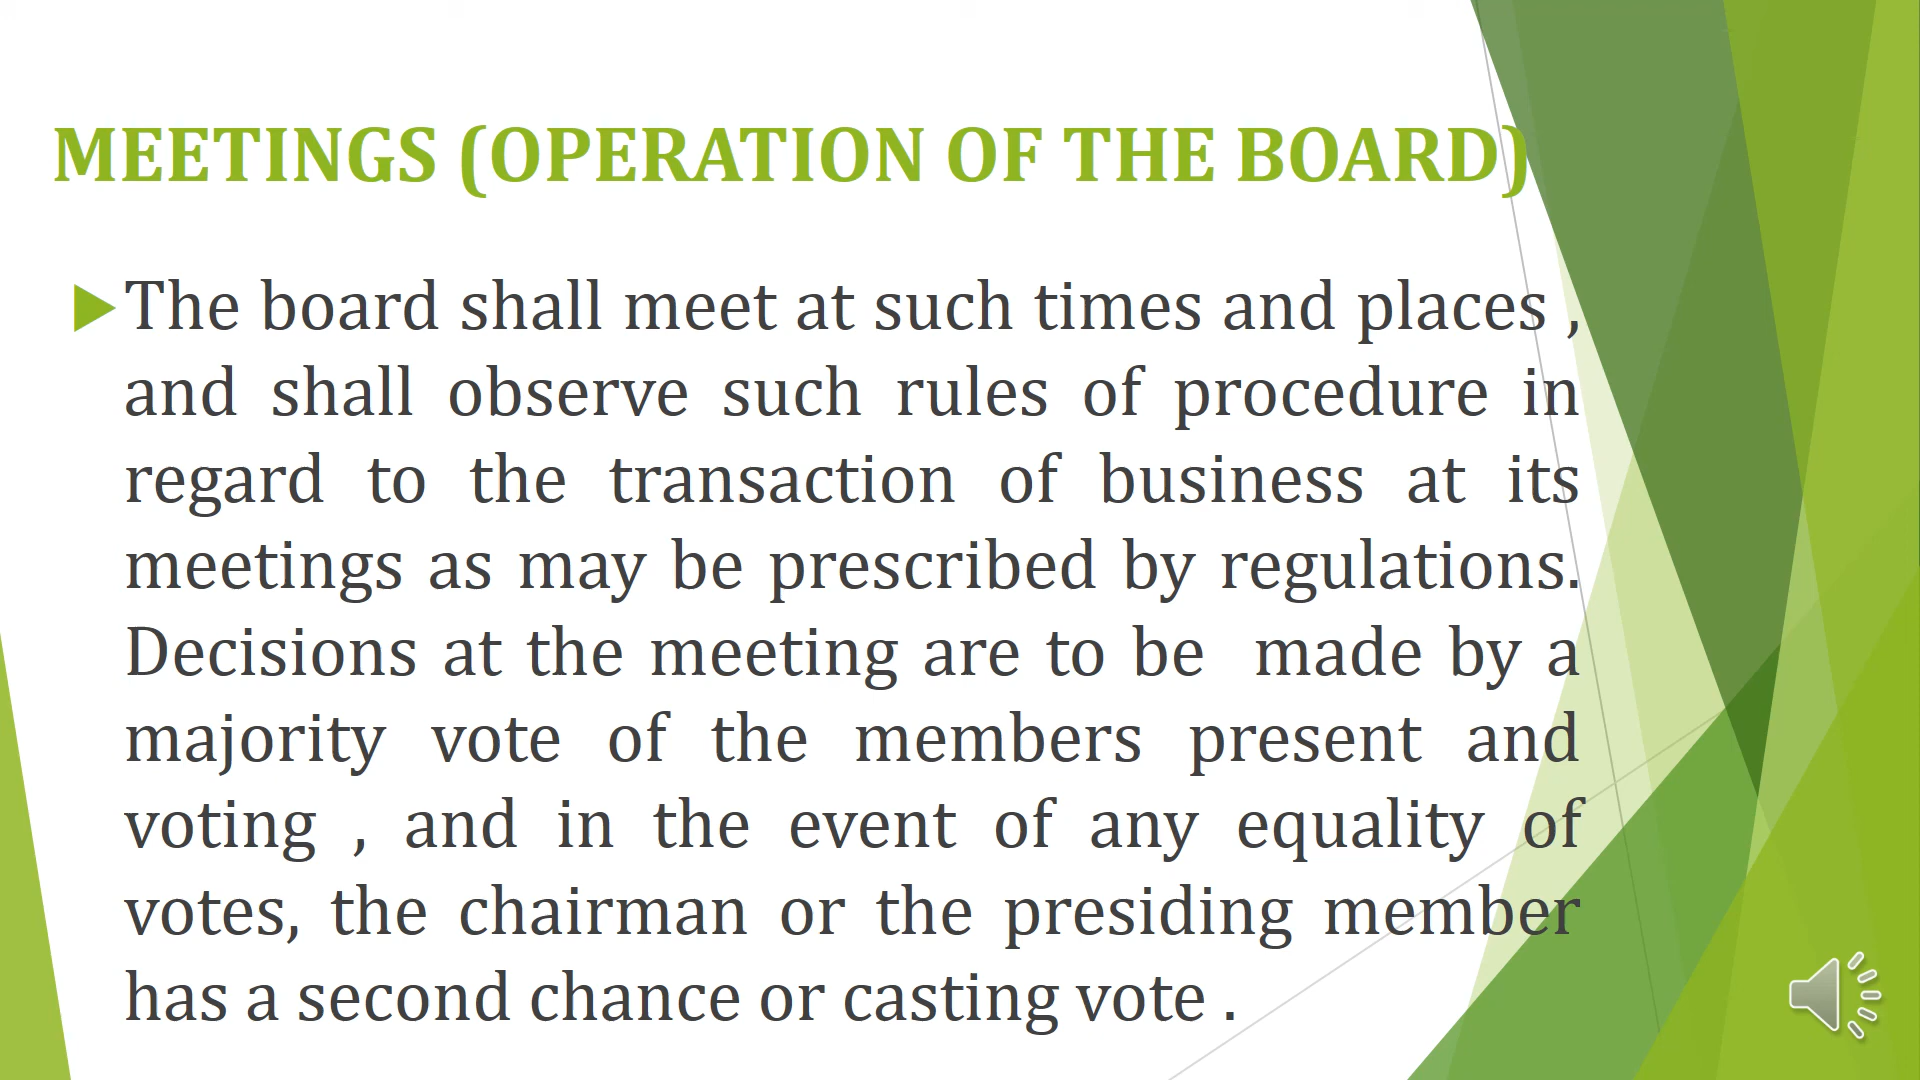 MEETINGS (OPERATION OF THE BOARD)
The board shall meet at such times and places ,
and shall observe such rules of procedure in
regard to the transaction of business at its
meetings as may be prescribed by regulations.
Decisions at the meeting are to be  made by a
majority vote of the members present and
voting , and in the event of any equality of
votes, the chairman or the presiding member
has a second chance or casting vote .